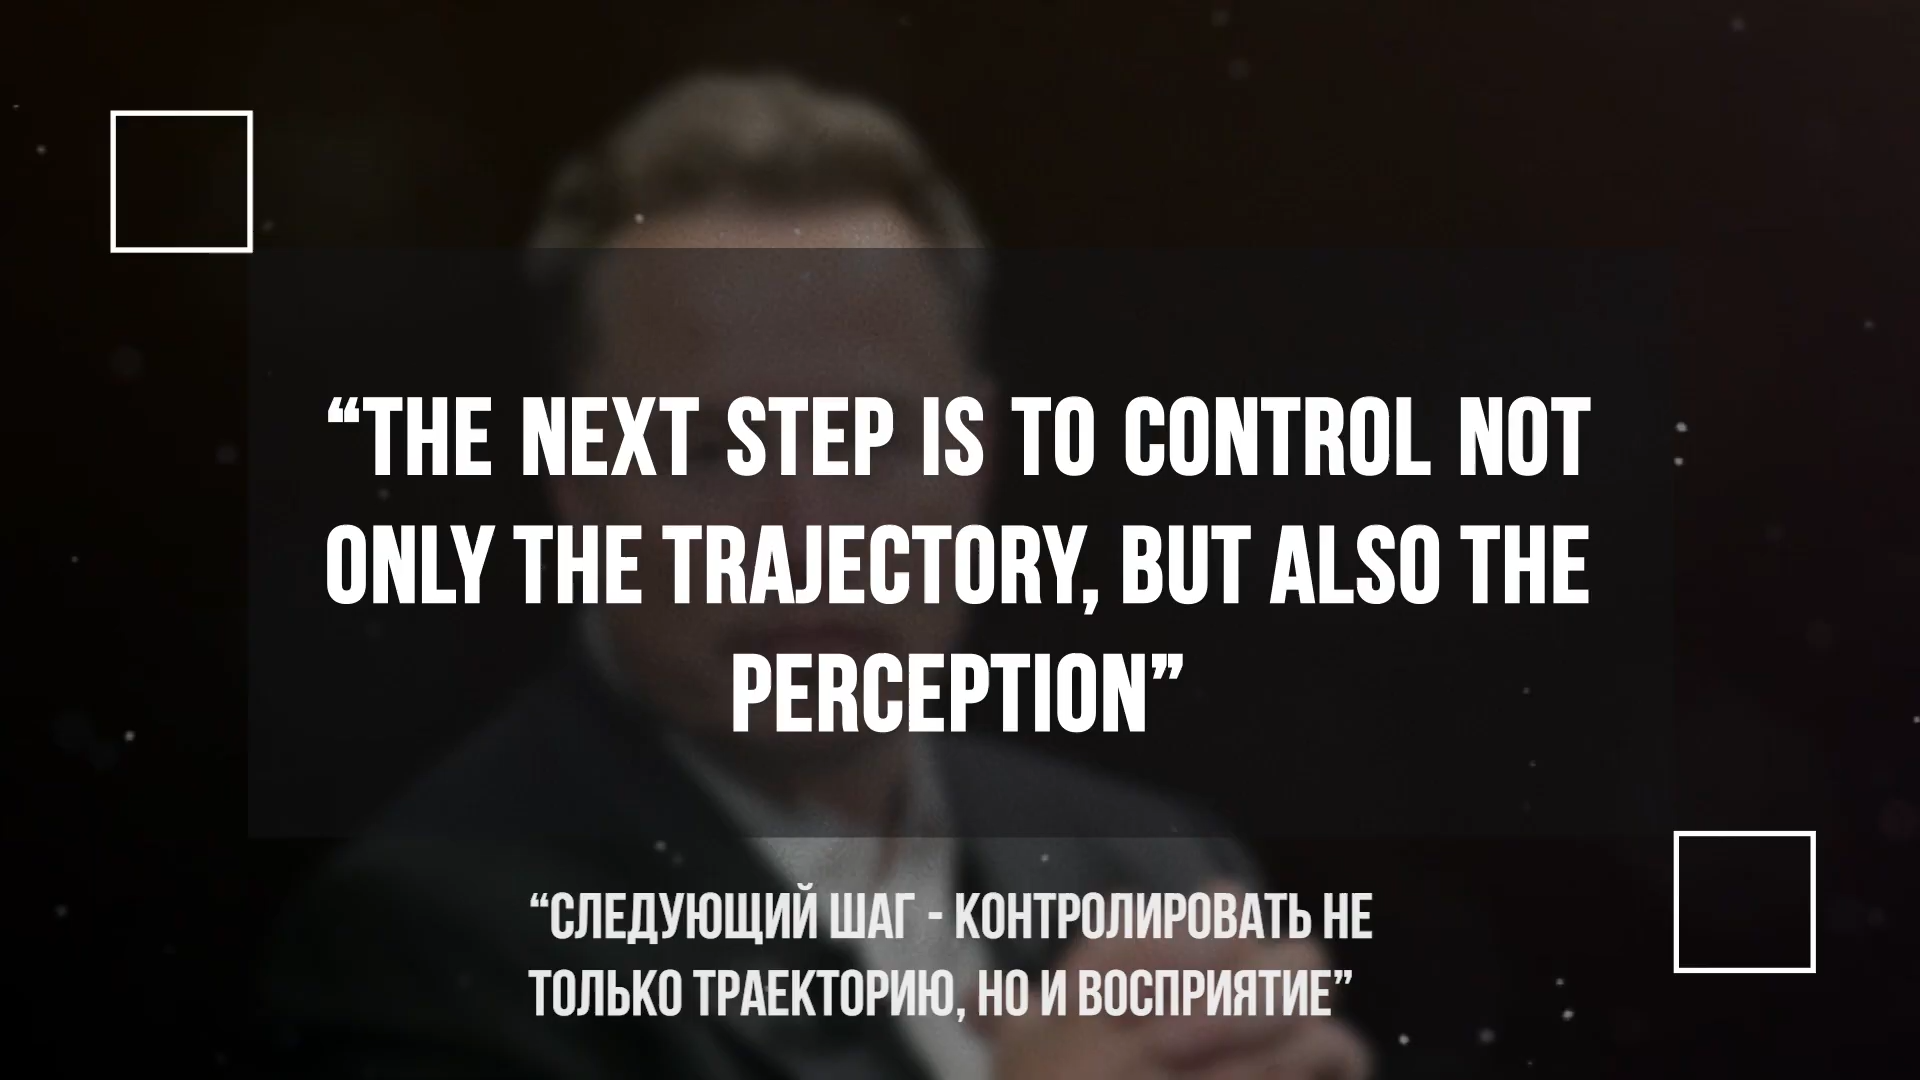 “THE NEXT STEP IS TO CONTROL NOT
ONLY THE TRAJECTORY, BUT ALSO THE
PERCEPTION”
“СЛЕДУЮЩИЙ ШАГ - КОНТРОЛИРОВАТЬ НЕ
ТОЛЬКО ТРАЕКТОРИЮ, НО И ВОСПРИЯТИЕ”